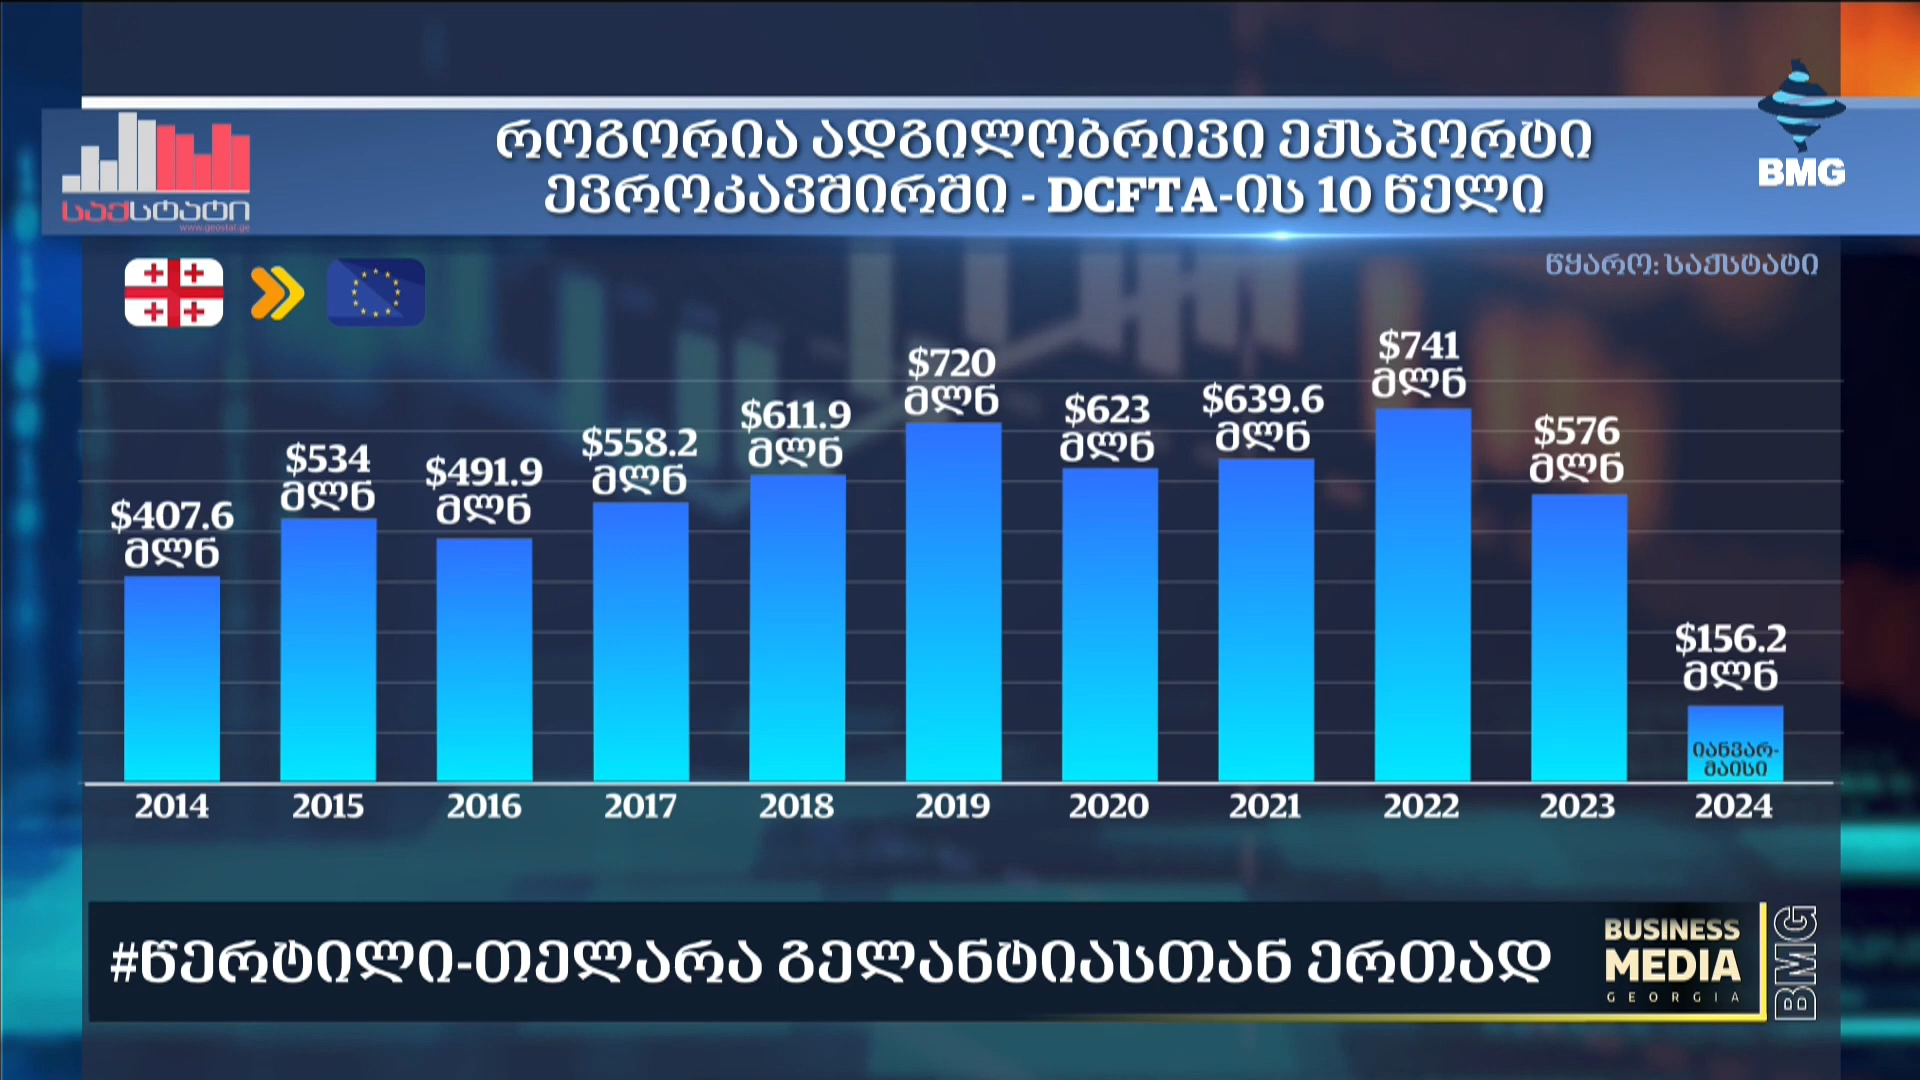 როგორია ადგილობრივი ექსპორტი
ევროკავშირში - DCFTA-ის 10 წელი
BMG
საქსტატი
www.geostat.ge
წყარო: საქსტატი
$407.6
მლნ
$534
მლნ
$491.9
მლნ
$558.2
მლნ
$611.9
მლნ
$720
მლნ
$623
მლნ
$639.6
მლნ
$741
მლნ
$576
მლნ
$156.2
მლნ
იანვარ-
მაისი
2014 2015 2016 2017 2018 2019 2020 2021 2022 2023 2024
#წერტილი-თელარა გელანტიასთან ერთად
BUSINESS
MEDIA
GEORGIA
BMG